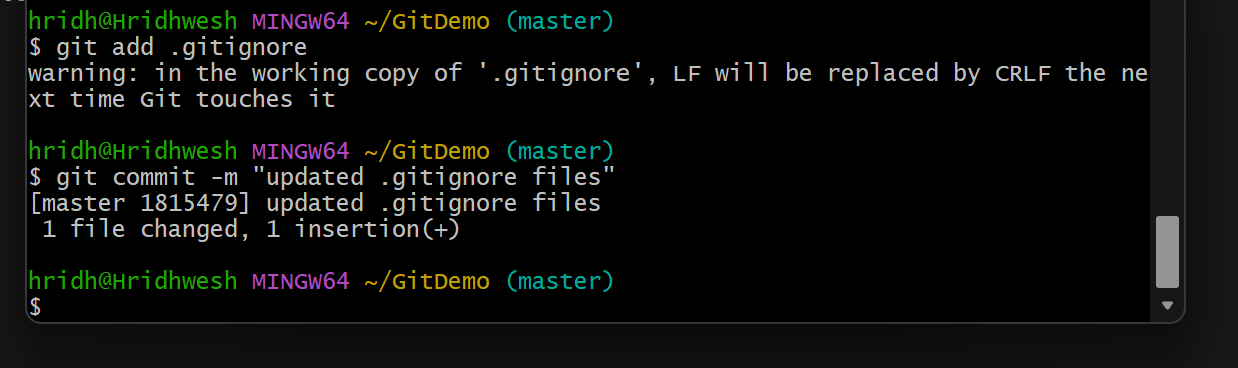 hridh@Hridhwesh MINGW64 ~/GitDemo (master)
$ git add .gitignore
warning: in the working copy of '.gitignore', LF will be replaced by CRLF the ne
xt time Git touches it
hridh@Hridhwesh MINGW64 ~/GitDemo (master)
$ git commit -m "updated .gitignore files"
[master 1815479] updated .gitignore files
 1 file changed, 1 insertion(+)
hridh@Hridhwesh MINGW64 ~/GitDemo (master)
$